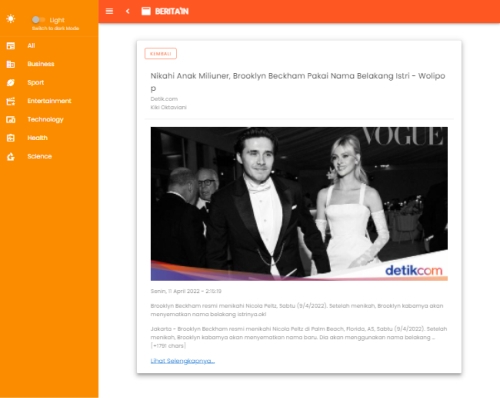 Light
Switch to dark mode
All
Business
Sport
Entertainment
Technology
Health
Science
BERITA'IN
KEMBALI
Nikahi Anak Miliuner, Brooklyn Beckham Pakai Nama Belakang Istri - Wolipo
p
Detik.com
Kiki Oktaviani
VOGUE
detikcom
Senin, 11 April 2022 - 2:15:19
Brooklyn Beckham resmi menikahi Nicola Peltz, Sabtu (9/4/2022). Setelah menikah, Brooklyn kabarnya akan
menyematkan nama belakang istrinya.oki
Jakarta - Brooklyn Beckham resmi menikahi Nicola Peltz di Palm Beach, Florida, AS, Sabtu (9/4/2022). Setelah
menikah, Brooklyn kabarnya akan menyematkan nama baru. Dia akan menggunakan nama belakang ...
[+1791 chars]
Lihat Selengkapnya...